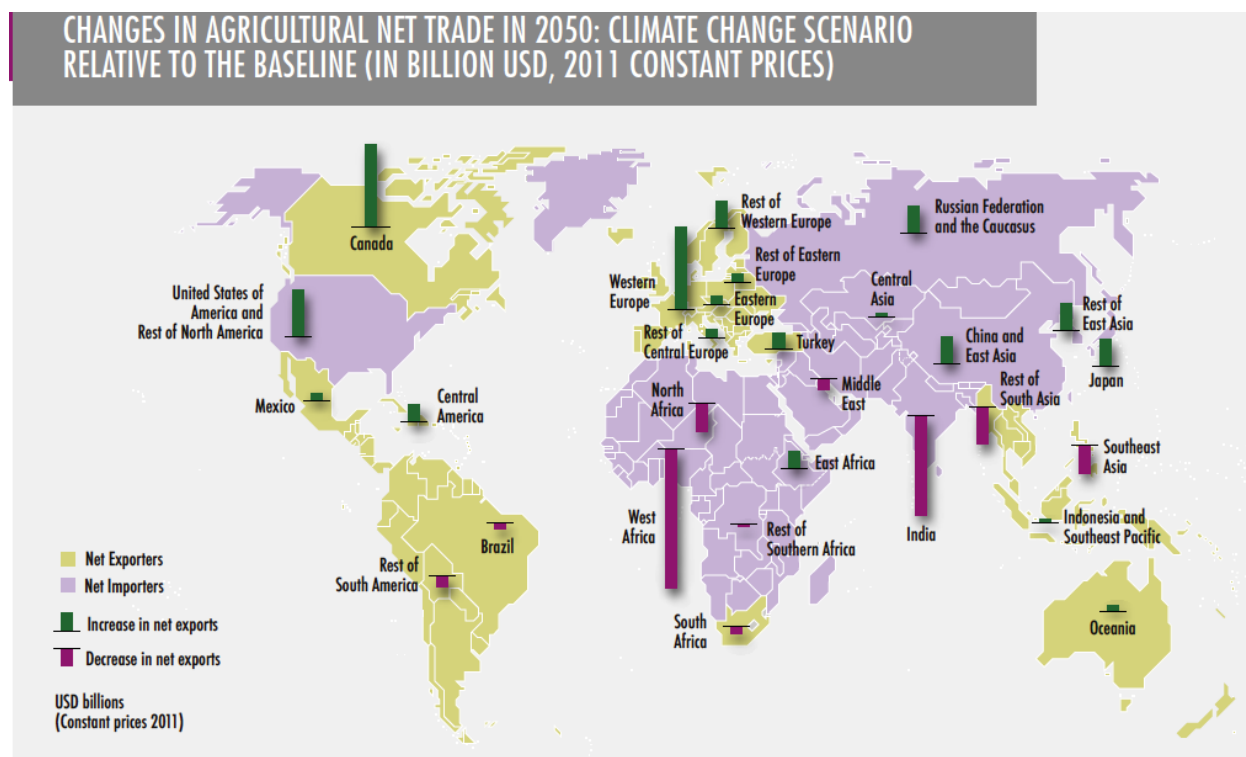 CHANGES IN AGRICULTURAL NET TRADE IN 2050: CLIMATE CHANGE SCENARIO
RELATIVE TO THE BASELINE (IN BILLION USD, 2011 CONSTANT PRICES)
Canada
United States of
America and
Rest of North America
Mexico
Central
America
Rest of
Western Europe
Western
Europe
Rest of Eastern
Europe
Eastern
Europe
Rest of
Central Europe
Turkey
Russian Federation
and the Caucasus
Central
Asia
China and
East Asia
Rest of
East Asia
Japan
North
Africa
Middle
East
Rest of
South Asia
Southeast
Asia
East Africa
West
Africa
Rest of
Southern Africa
India
Indonesia and
Southeast Pacific
Brazil
Rest of
South America
South
Africa
Oceania
Net Exporters
Net Importers
Increase in net exports
Decrease in net exports
USD billions
(Constant prices 2011)